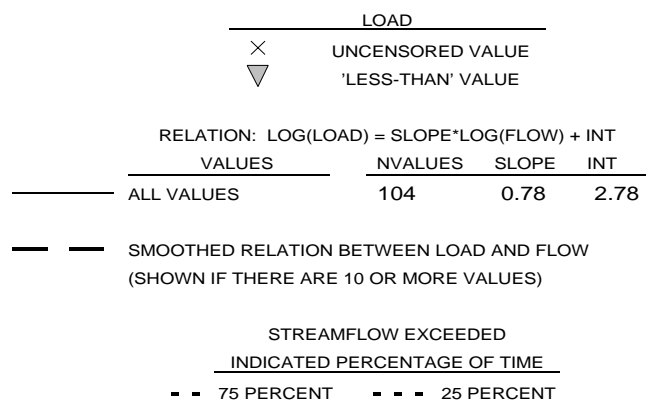 LOAD
UNCENSORED VALUE
'LESS-THAN' VALUE
RELATION: LOG(LOAD) = SLOPE*LOG(FLOW) + INT
VALUES NVALUES SLOPE INT
ALL VALUES 104 0.78 2.78
SMOOTHED RELATION BETWEEN LOAD AND FLOW
(SHOWN IF THERE ARE 10 OR MORE VALUES)
STREAMFLOW EXCEEDED
INDICATED PERCENTAGE OF TIME
75 PERCENT 25 PERCENT